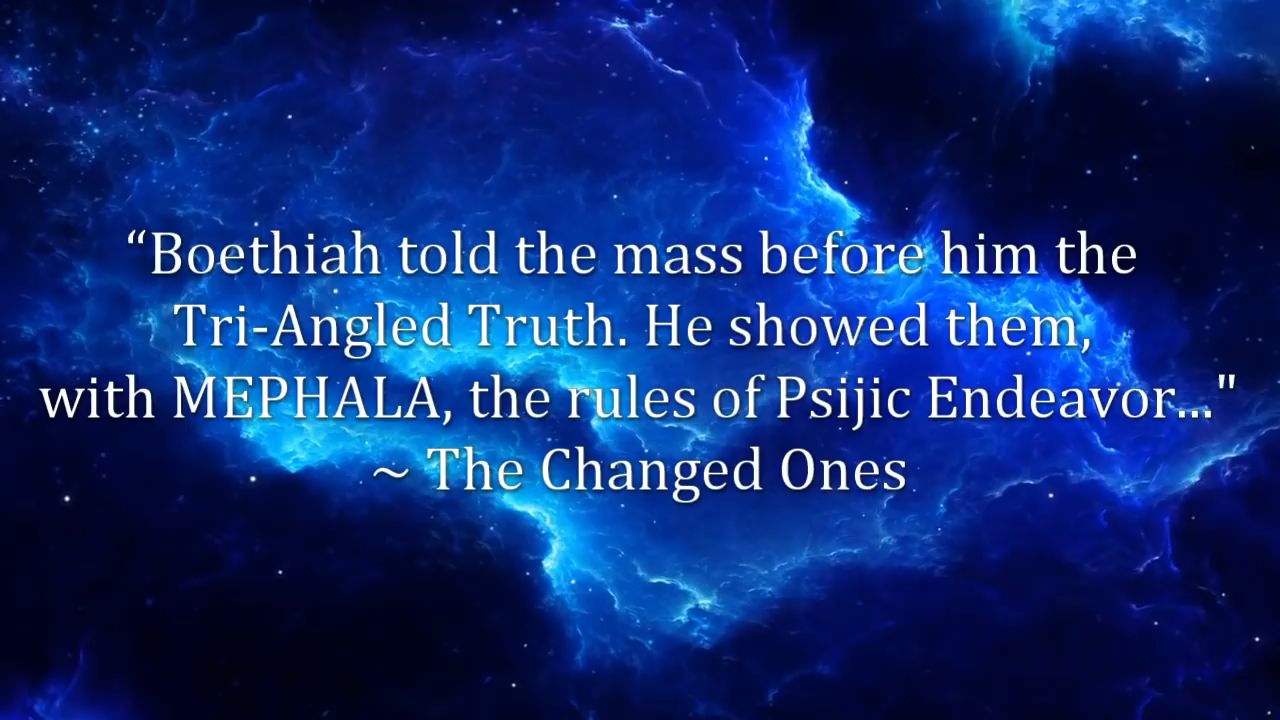 “Boethiah told the mass before him the
Tri-Angled Truth. He showed them,
with MEPHALA, the rules of Psijic Endeavor..."
~ The Changed Ones